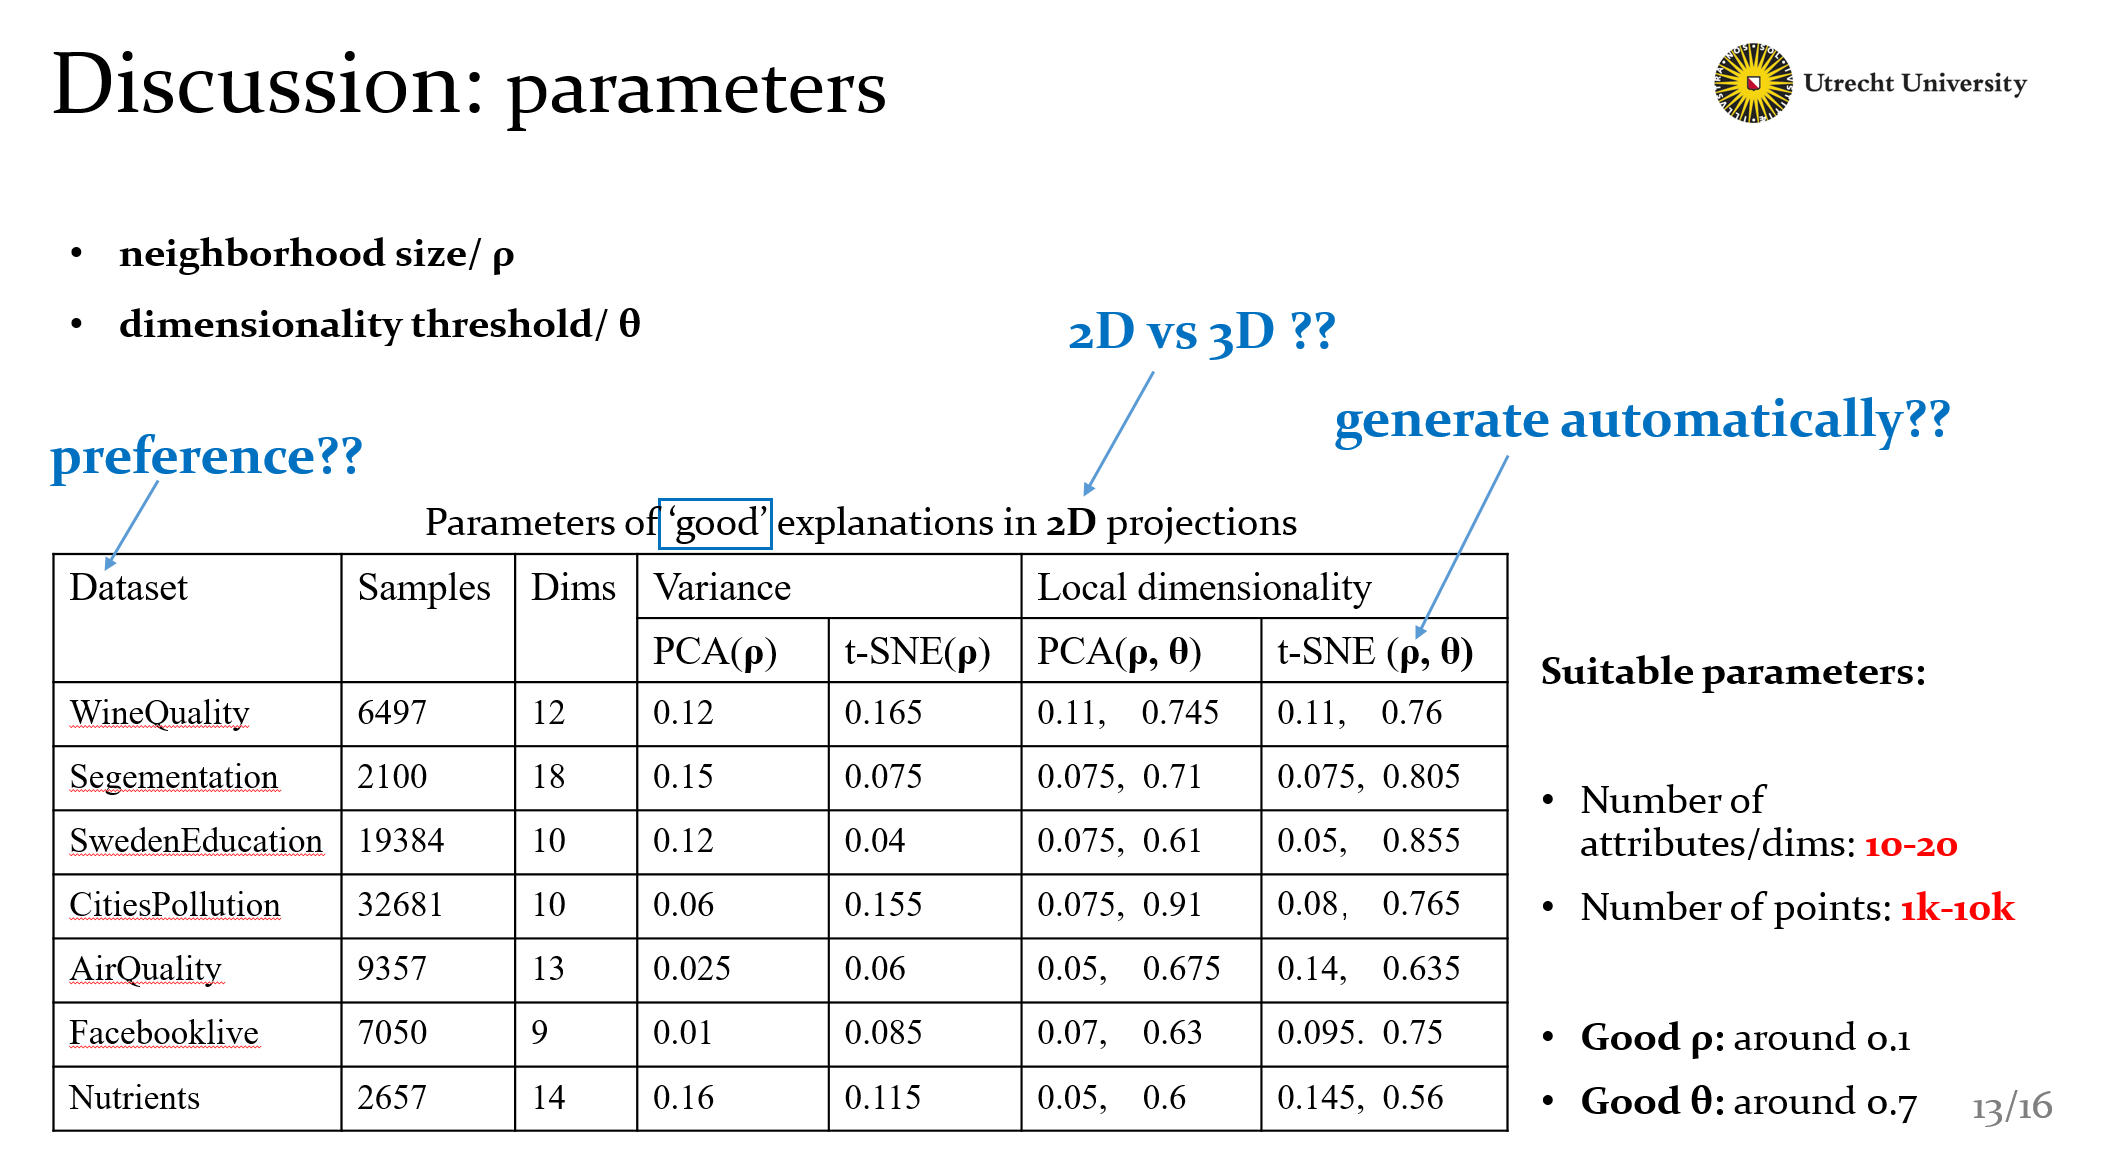 Discussion: parameters
Utrecht University
• neighborhood size/ ρ
• dimensionality threshold/ θ
2D vs 3D ??
generate automatically??
preference??
Parameters of ‘good’ explanations in 2D projections
Dataset Samples Dims Variance Local dimensionality
PCA(ρ) t-SNE(ρ) PCA(ρ, θ) t-SNE (ρ, θ)
WineQuality 6497 12 0.12 0.165 0.11, 0.745 0.11, 0.76
Segementation 2100 18 0.15 0.075 0.075, 0.71 0.075, 0.805
SwedenEducation 19384 10 0.12 0.04 0.075, 0.61 0.05, 0.855
CitiesPollution 32681 10 0.06 0.155 0.075, 0.91 0.08, 0.765
AirQuality 9357 13 0.025 0.06 0.05, 0.675 0.14, 0.635
Facebooklive 7050 9 0.01 0.085 0.07, 0.63 0.095. 0.75
Nutrients 2657 14 0.16 0.115 0.05, 0.6 0.145, 0.56
Suitable parameters:
• Number of
attributes/dims: 10-20
• Number of points: 1k-10k
• Good ρ: around 0.1
• Good θ: around 0.7
13/16